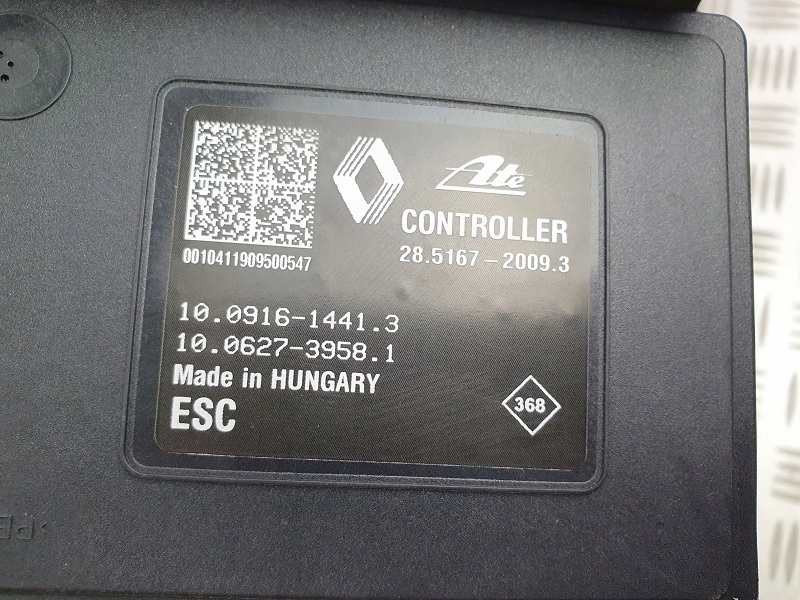 Ate
CONTROLLER
28.5167-2009.3
0010411909500547
10.0916-1441.3
10.0627-3958.1
Made in HUNGARY
ESC
368